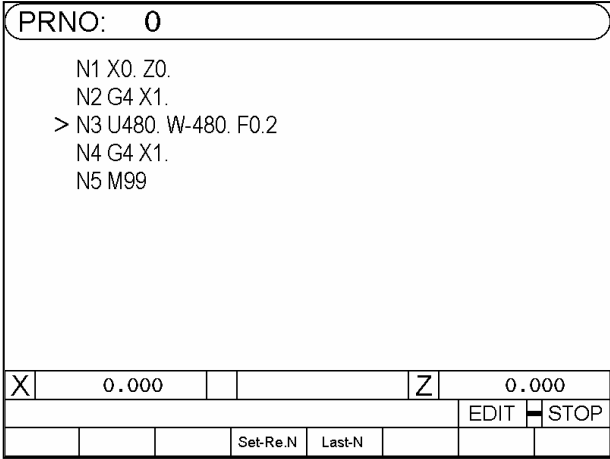 PRNO: 0
N1 X0. Z0.
N2 G4 X1.
> N3 U480. W-480. F0.2
N4 G4 X1.
N5 M99
X 0.000 Z 0.000
EDIT STOP
Set-Re.N Last-N